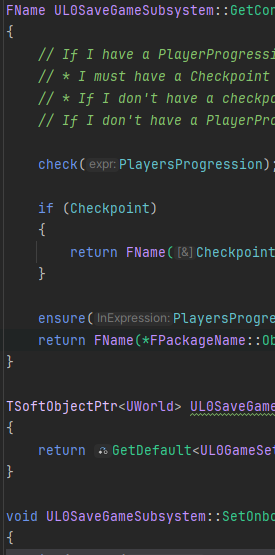 FName UL0SaveGameSubsystem::GetCon
{
// If I have a PlayerProgressi
// * I must have a Checkpoint
// * If I don't have a checkpo
// If I don't have a PlayerPro
check( expr: PlayersProgression);
if (Checkpoint)
{
return FName( [&] Checkpoint
}
ensure( InExpression: PlayersProgre
return FName(*FPackageName::Ob
}
TSoftObjectPtr<UWorld> UL0SaveGame
{
return GetDefault<UL0GameSet
}
void UL0SaveGameSubsystem::SetOnbo
{